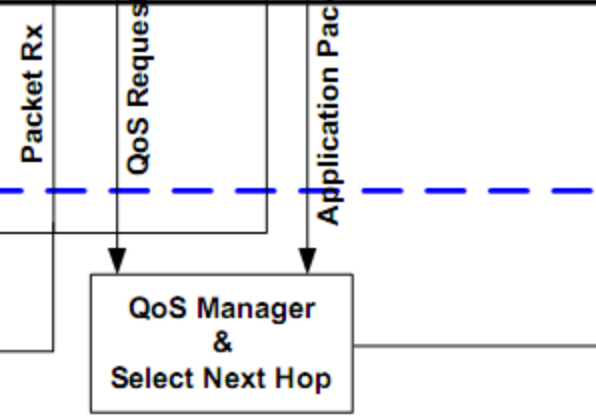 Packet Rx
QoS Reques
Application Pac
QoS Manager
&
Select Next Hop